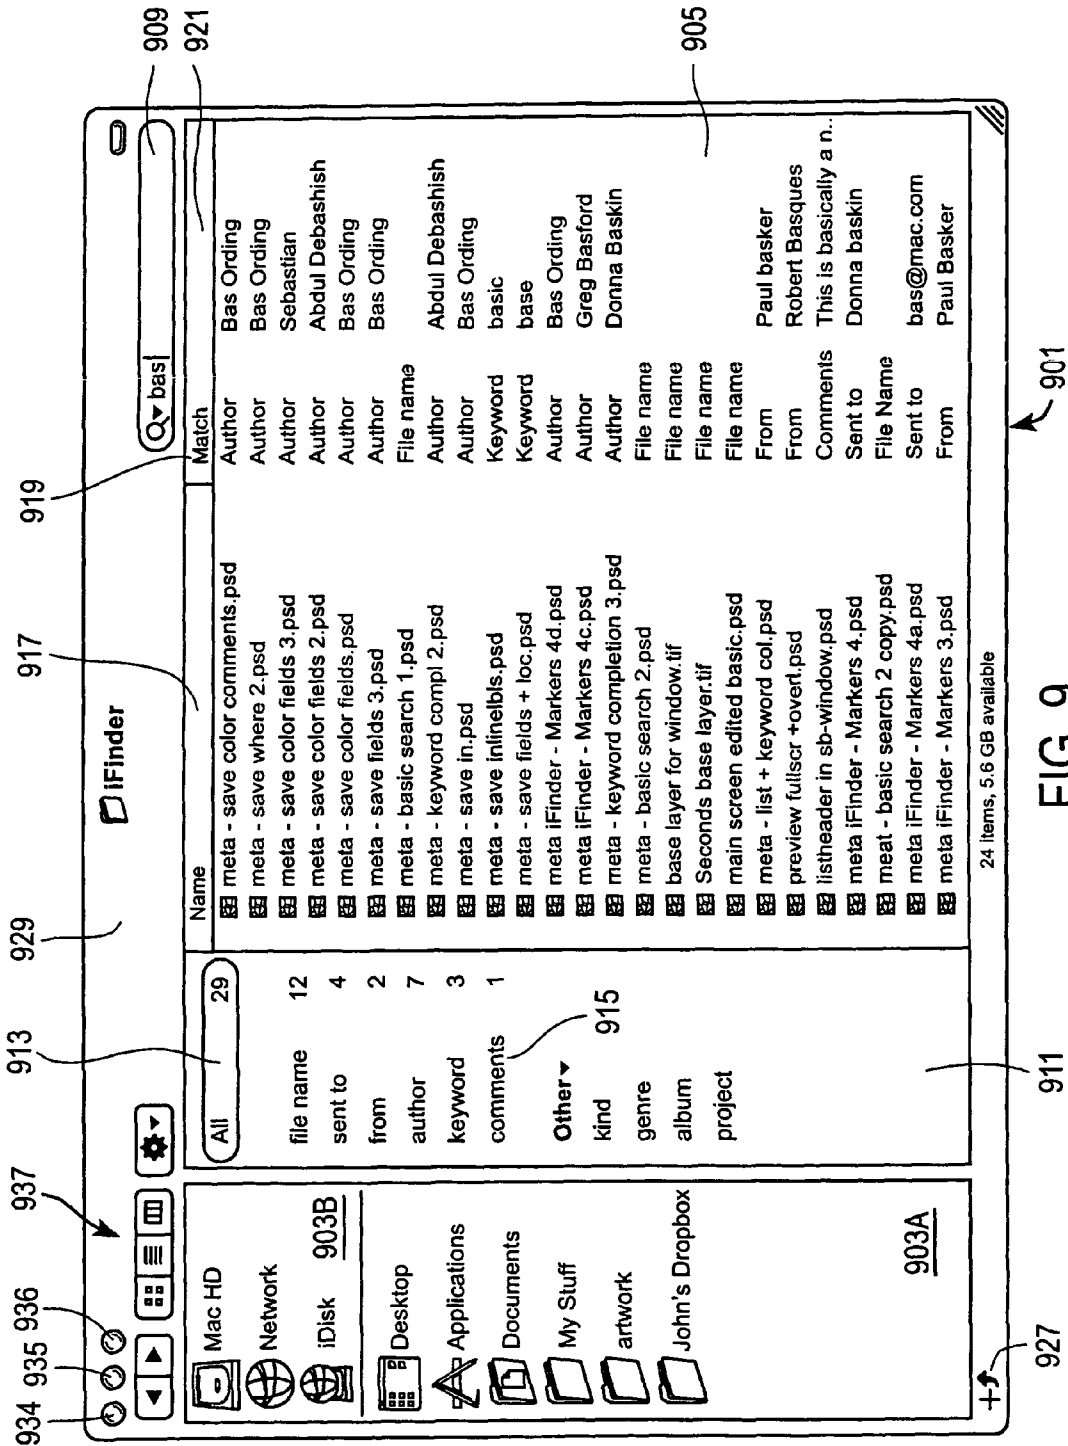 934
935
936
937
913
929
917
919
909
921
iFinder
bas
Mac HD
Network
iDisk
903B
Desktop
Applications
Documents
My Stuff
artwork
John's Dropbox
903A
All 29
file name 12
sent to 4
from 2
author 7
keyword 3
comments 1
915
Other
kind
genre
album
project
Name Match
meta - save color comments.psd Author Bas Ording
meta - save where 2.psd Author Bas Ording
meta - save color fields 3.psd Author Sebastian
meta - save color fields 2.psd Author Abdul Debashish
meta - save color fields.psd Author Bas Ording
meta - save fields 3.psd Author Bas Ording
meta - basic search 1.psd File name
meta - keyword compl 2.psd Author Abdul Debashish
meta - save in.psd Author Bas Ording
meta - save inlinelbls.psd Keyword basic
meta - save fields + loc.psd Keyword base
meta iFinder - Markers 4d.psd Author Bas Ording
meta iFinder - Markers 4c.psd Author Greg Basford
meta - keyword completion 3.psd Author Donna Baskin
meta - basic search 2.psd File name
base layer for window.tif File name
Seconds base layer.tif File name
main screen edited basic.psd File name
meta - list + keyword col.psd From Paul basker
preview fullscr +overl.psd From Robert Basques
listheader in sb-window.psd Comments This is basically a n..
meta iFinder - Markers 4.psd Sent to Donna baskin
meat - basic search 2 copy.psd File Name
meta iFinder - Markers 4a.psd Sent to bas@mac.com
meta iFinder - Markers 3.psd From Paul Basker
24 items, 5.6 GB available
927
911
901
905
FIG. 9